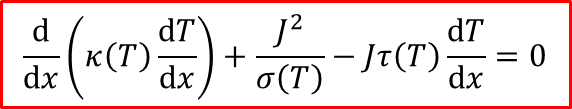 d/dx (κ(T) dT/dx) + J²/σ(T) − Jτ(T) dT/dx = 0